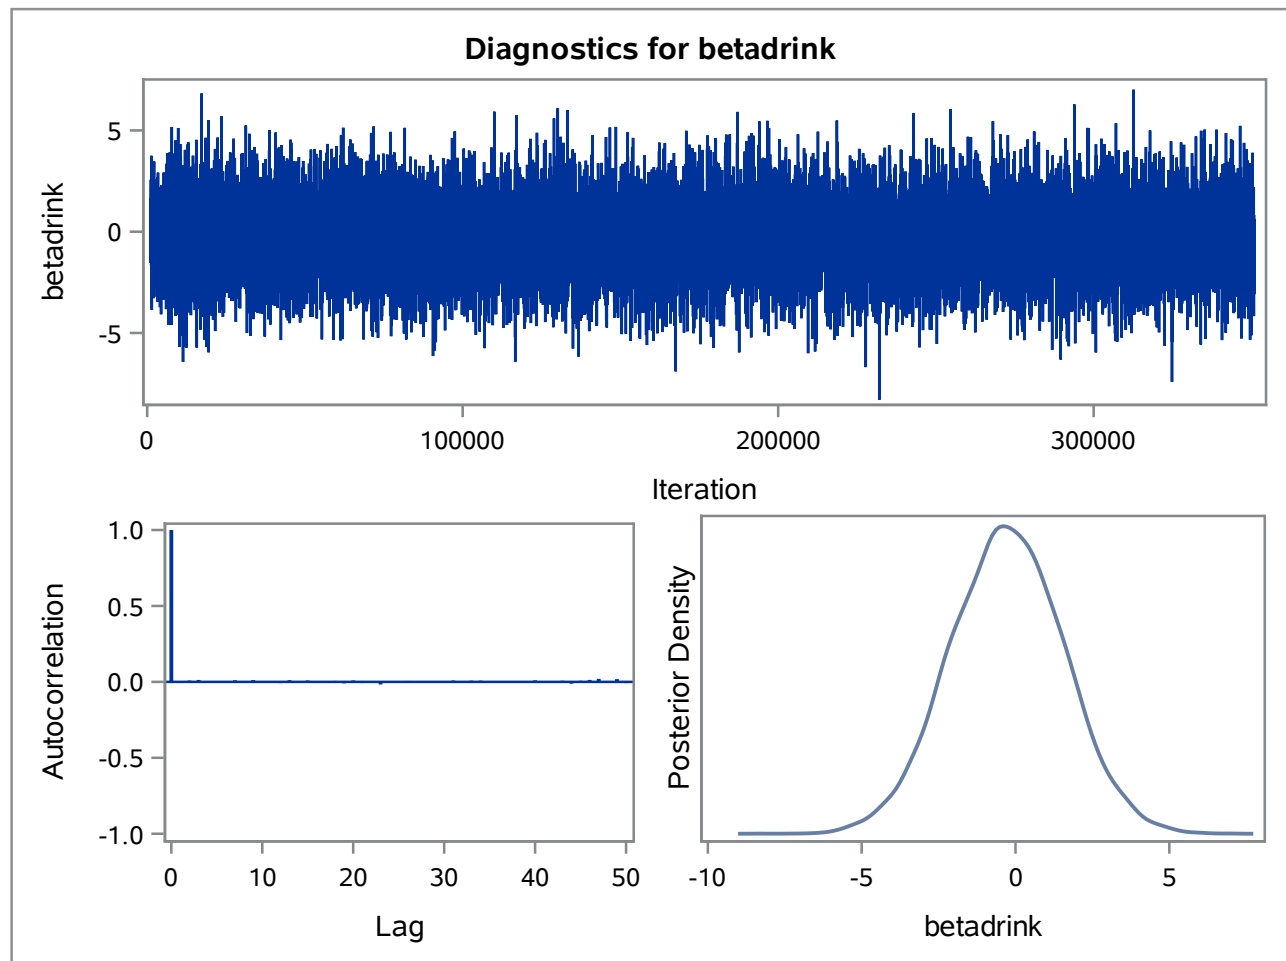 Diagnostics for betadrink
betadrink
5
0
-5
0 100000 200000 300000
Iteration
Autocorrelation
1.0
0.5
0.0
-0.5
-1.0
0 10 20 30 40 50
Lag
Posterior Density
-10 -5 0 5
betadrink